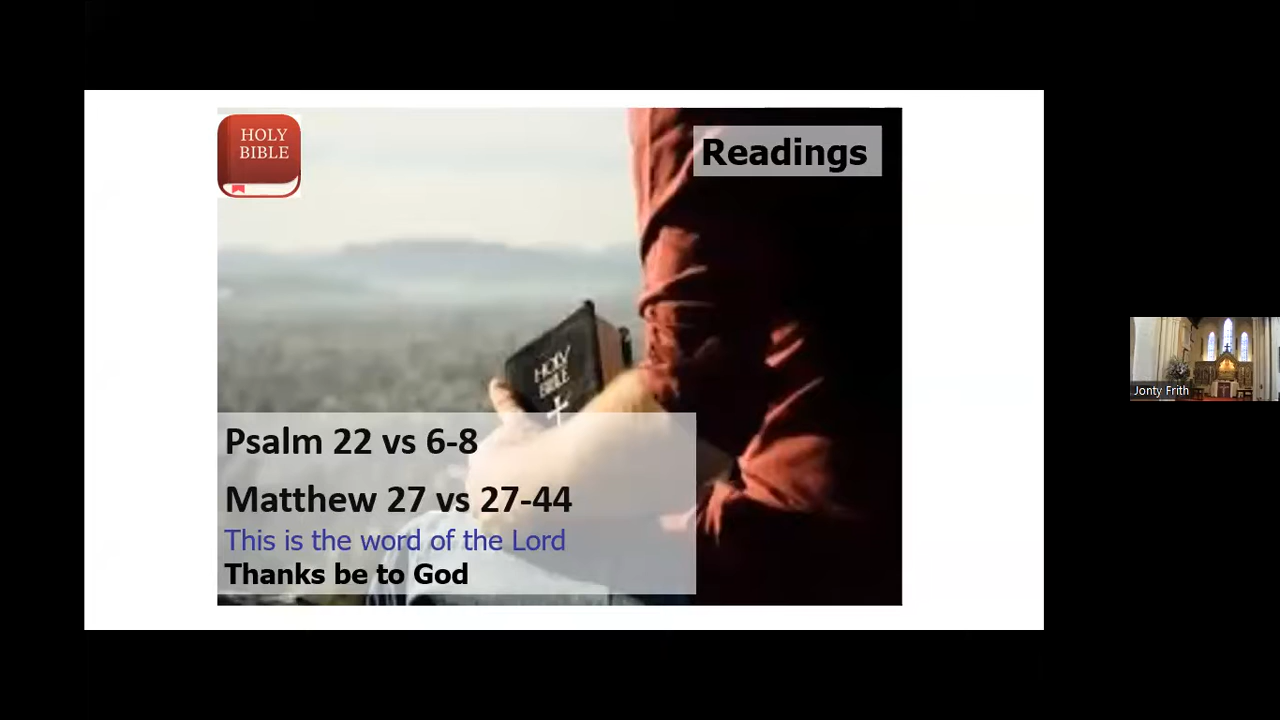 HOLY
BIBLE
Readings
HOLY
BIBLE
Psalm 22 vs 6-8
Matthew 27 vs 27-44
This is the word of the Lord
Thanks be to God
Jonty Frith